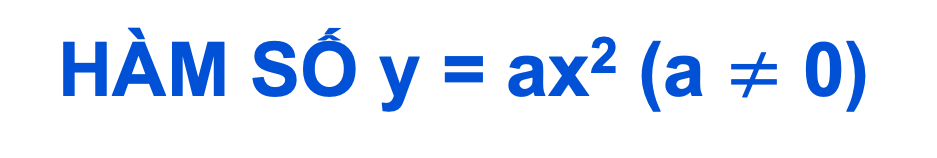 HÀM SỐ y = ax² (a ≠ 0)